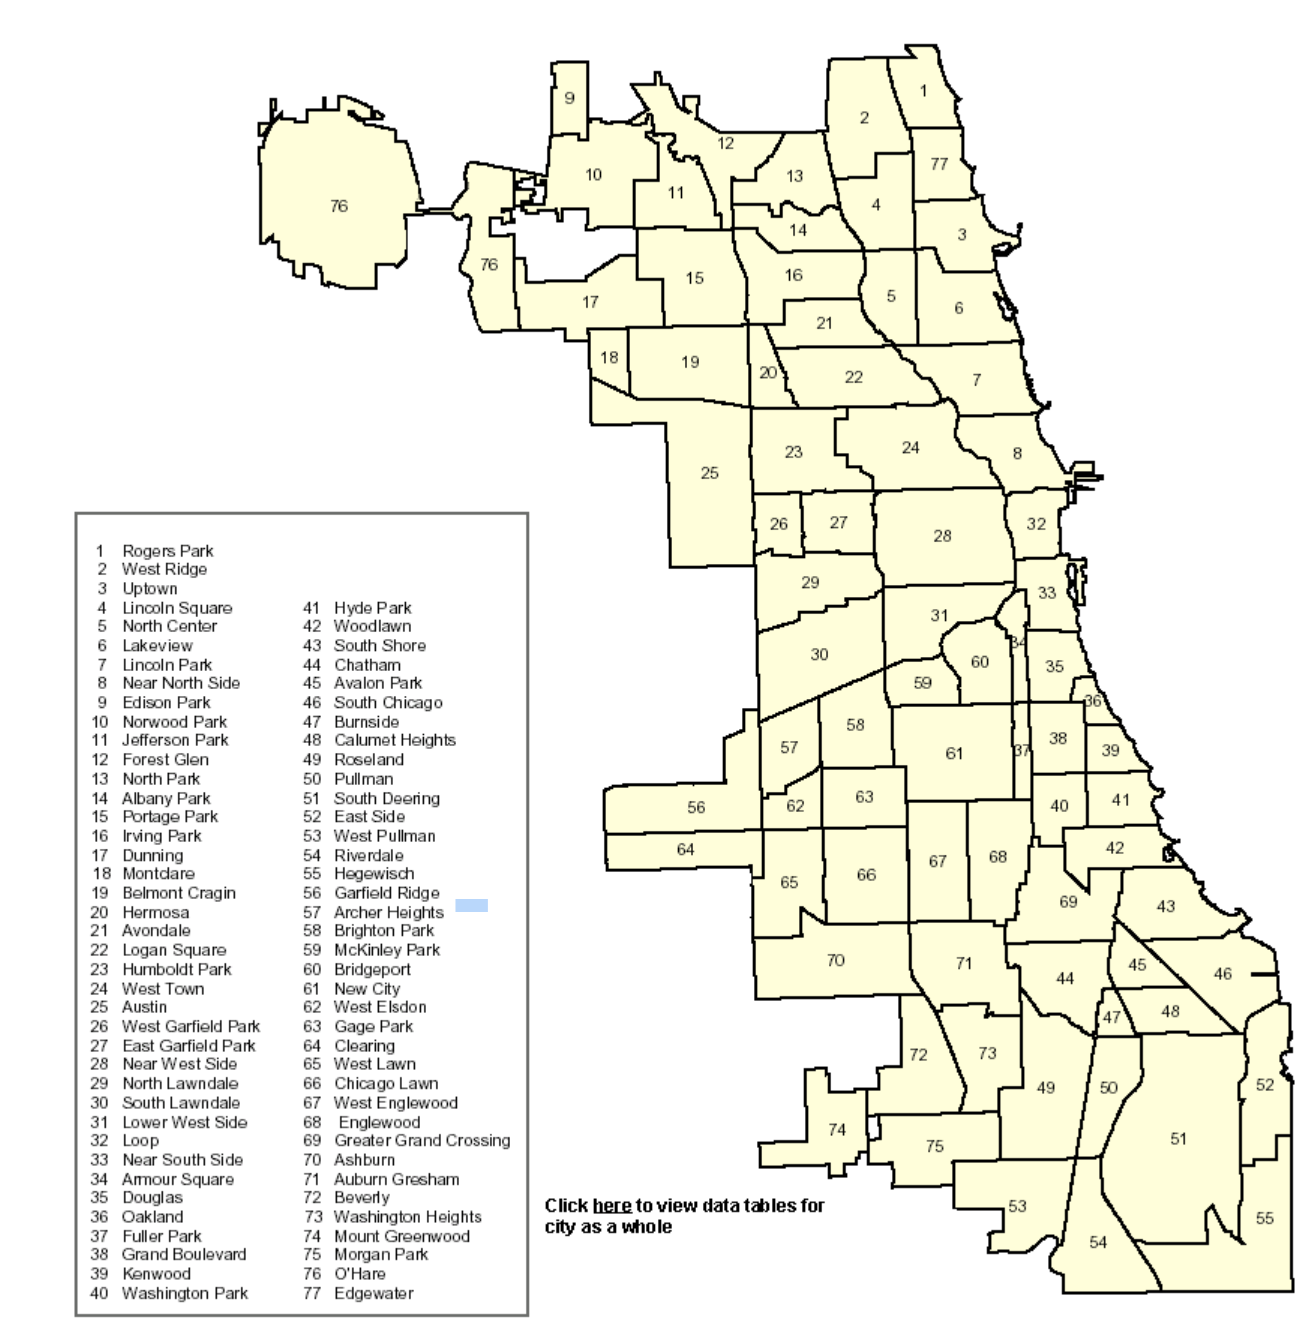 1
9
2
12
77
10
13
11
4
76
14
3
76
16
15
5
17
6
21
18
19
20
22
7
24
23
8
25
26
27
32
28
29
33
31
34
30
60
35
59
36
58
38
57
37
39
61
63
41
56
62
40
42
64
68
67
66
65
69
43
70
71
45
46
44
48
47
72
73
52
49
50
74
51
75
53
55
54
1 Rogers Park
2 West Ridge
3 Uptown
4 Lincoln Square 41 Hyde Park
5 North Center 42 Woodlawn
6 Lakeview 43 South Shore
7 Lincoln Park 44 Chatham
8 Near North Side 45 Avalon Park
9 Edison Park 46 South Chicago
10 Norwood Park 47 Burnside
11 Jefferson Park 48 Calumet Heights
12 Forest Glen 49 Roseland
13 North Park 50 Pullman
14 Albany Park 51 South Deering
15 Portage Park 52 East Side
16 Irving Park 53 West Pullman
17 Dunning 54 Riverdale
18 Montclare 55 Hegewisch
19 Belmont Cragin 56 Garfield Ridge
20 Hermosa 57 Archer Heights
21 Avondale 58 Brighton Park
22 Logan Square 59 McKinley Park
23 Humboldt Park 60 Bridgeport
24 West Town 61 New City
25 Austin 62 West Elsdon
26 West Garfield Park 63 Gage Park
27 East Garfield Park 64 Clearing
28 Near West Side 65 West Lawn
29 North Lawndale 66 Chicago Lawn
30 South Lawndale 67 West Englewood
31 Lower West Side 68 Englewood
32 Loop 69 Greater Grand Crossing
33 Near South Side 70 Ashburn
34 Armour Square 71 Auburn Gresham
35 Douglas 72 Beverly
36 Oakland 73 Washington Heights
37 Fuller Park 74 Mount Greenwood
38 Grand Boulevard 75 Morgan Park
39 Kenwood 76 O'Hare
40 Washington Park 77 Edgewater
Click here to view data tables for
city as a whole